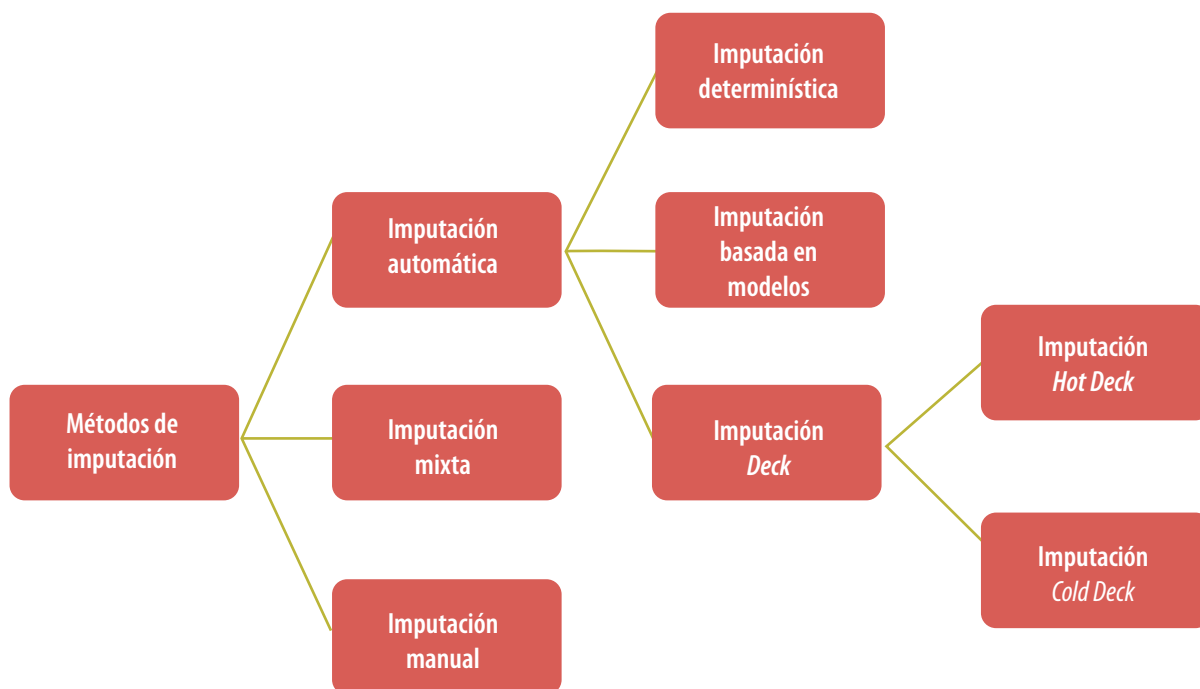 Métodos de
imputación
Imputación
automática
Imputación
mixta
Imputación
manual
Imputación
determinística
Imputación
basada en
modelos
Imputación
Deck
Imputación
Hot Deck
Imputación
Cold Deck